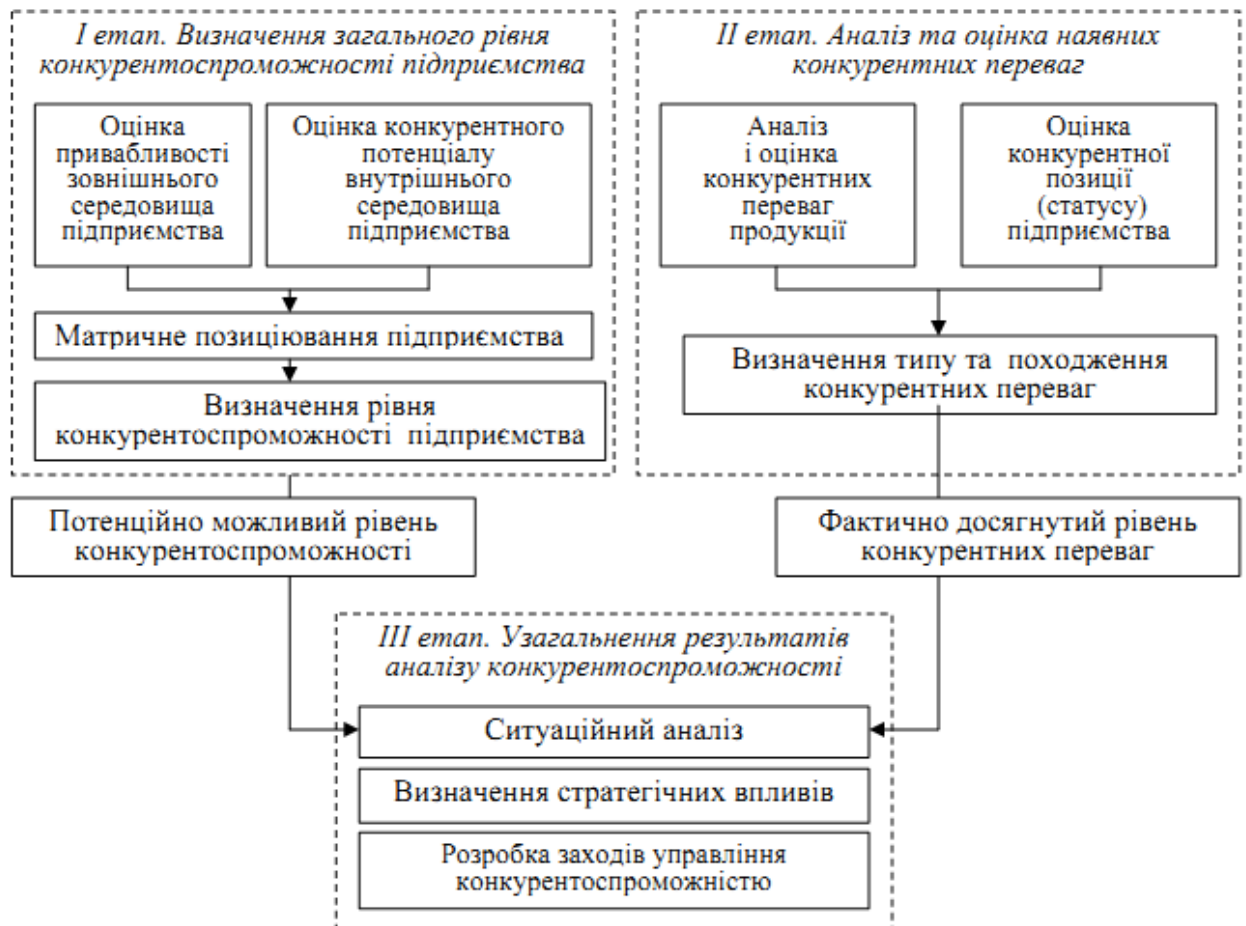 І етап. Визначення загального рівня
конкурентоспроможності підприємства
Оцінка
привабливості
зовнішнього
середовища
підприємства
Оцінка конкурентного
потенціалу
внутрішнього
середовища
підприємства
Матричне позиціювання підприємства
Визначення рівня
конкурентоспроможності підприємства
Потенційно можливий рівень
конкурентоспроможності
ІІ етап. Аналіз та оцінка наявних
конкурентних переваг
Аналіз
і оцінка
конкурентних
переваг
продукції
Оцінка
конкурентної
позиції
(статусу)
підприємства
Визначення типу та походження
конкурентних переваг
Фактично досягнутий рівень
конкурентних переваг
ІІІ етап. Узагальнення результатів
аналізу конкурентоспроможності
Ситуаційний аналіз
Визначення стратегічних впливів
Розробка заходів управління
конкурентоспроможністю